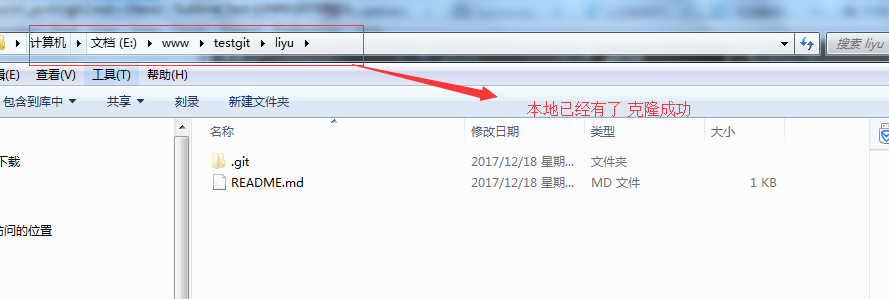 计算机 文档 (E:) www testgit liyu 搜索 liyu
(E) 查看(V) 工具(T) 帮助(H)
包含到库中 共享 刻录 新建文件夹
本地已经有了 克隆成功
名称 修改日期 类型 大小
.git 2017/12/18 星期... 文件夹
下载
README.md 2017/12/18 星期... MD 文件 1 KB
访问的位置